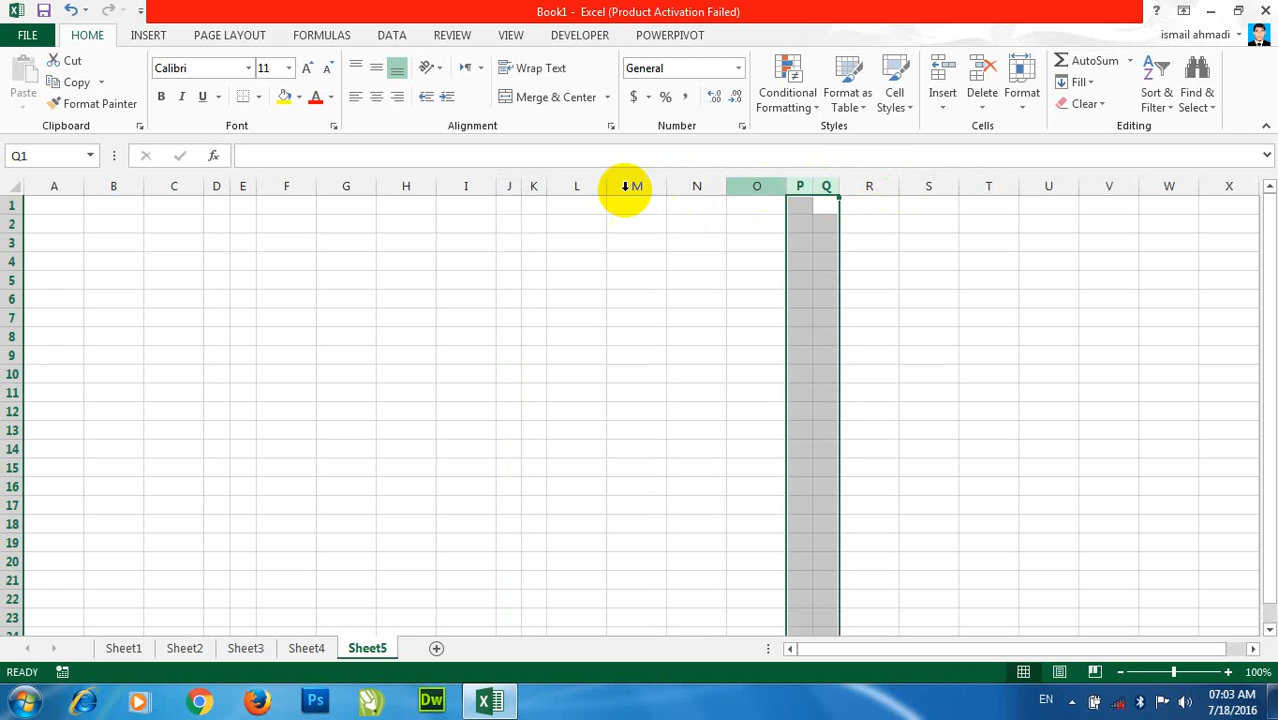 Book1 - Excel (Product Activation Failed)
FILE HOME INSERT PAGE LAYOUT FORMULAS DATA REVIEW VIEW DEVELOPER POWERPIVOT ismail ahmadi
Cut Calibri 11 Wrap Text General AutoSum
Paste Copy Fill
Format Painter B I U A Merge & Center $ % , Conditional Formatting Format as Table Cell Styles Insert Delete Format Clear Sort & Filter Find & Select
Clipboard Font Alignment Number Styles Cells Editing
Q1 fx
A B C D E F G H I J K L M N O P Q R S T U V W X
1
2
3
4
5
6
7
8
9
10
11
12
13
14
15
16
17
18
19
20
21
22
23
24
Sheet1 Sheet2 Sheet3 Sheet4 Sheet5
READY 100%
Ps Dw EN 07:03 AM
7/18/2016